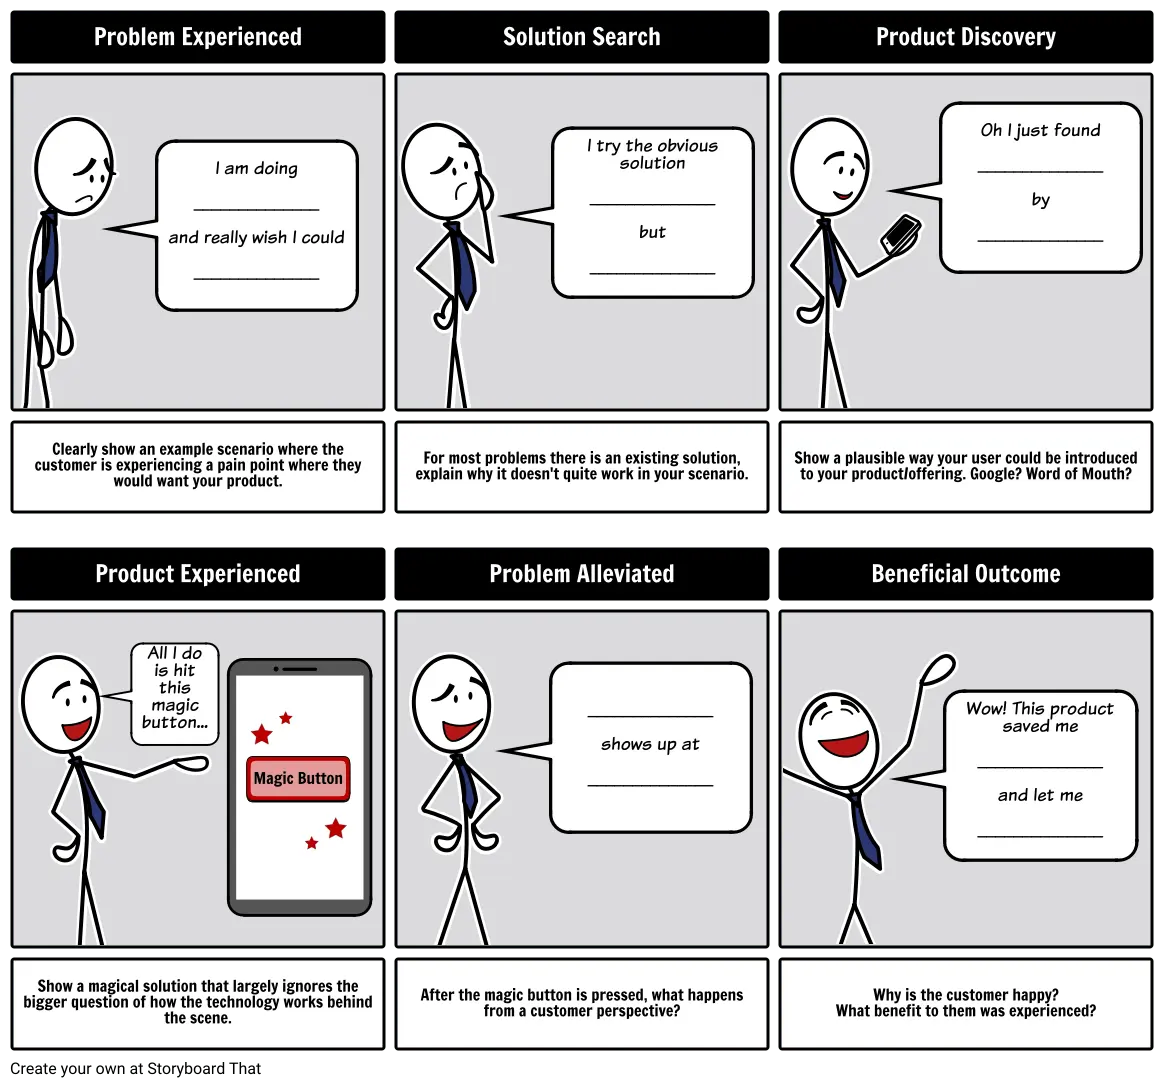 Problem Experienced
Solution Search
Product Discovery
I am doing
and really wish I could
I try the obvious
solution
but
Oh I just found
by
Clearly show an example scenario where the
customer is experiencing a pain point where they
would want your product.
For most problems there is an existing solution,
explain why it doesn't quite work in your scenario.
Show a plausible way your user could be introduced
to your product/offering. Google? Word of Mouth?
Product Experienced
Problem Alleviated
Beneficial Outcome
All I do
is hit
this
magic
button...
Magic Button
shows up at
Wow! This product
saved me
and let me
Show a magical solution that largely ignores the
bigger question of how the technology works behind
the scene.
After the magic button is pressed, what happens
from a customer perspective?
Why is the customer happy?
What benefit to them was experienced?
Create your own at Storyboard That